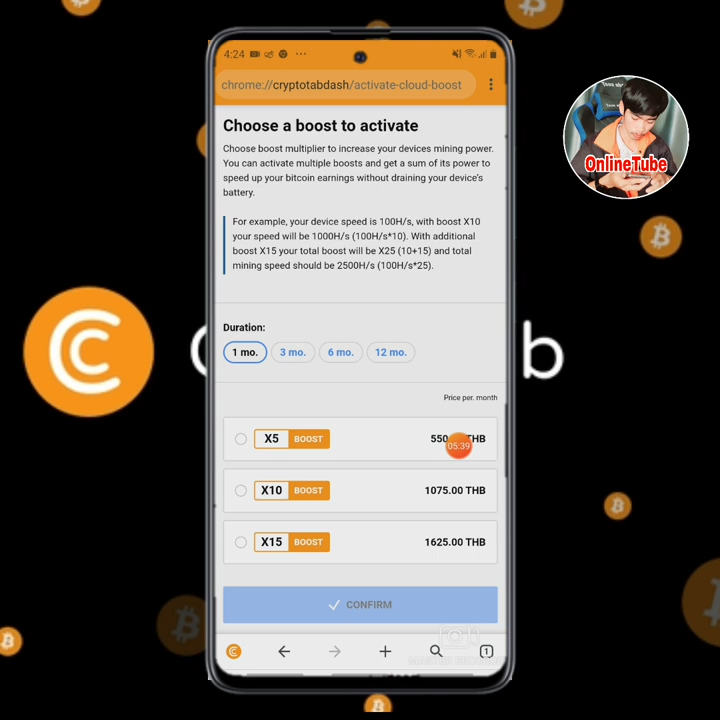 4:24
chrome://cryptotabdash/activate-cloud-boost
Choose a boost to activate
Choose boost multiplier to increase your devices mining power.
You can activate multiple boosts and get a sum of its power to
speed up your bitcoin earnings without draining your device's
battery.
For example, your device speed is 100H/s, with boost X10
your speed will be 1000H/s (100H/s*10). With additional
boost X15 your total boost will be X25 (10+15) and total
mining speed should be 2500H/s (100H/s*25).
Duration:
1 mo. 3 mo. 6 mo. 12 mo.
Price per. month
X5 BOOST 550 THB
05:39
X10 BOOST 1075.00 THB
X15 BOOST 1625.00 THB
CONFIRM
1
OnlineTube
C b